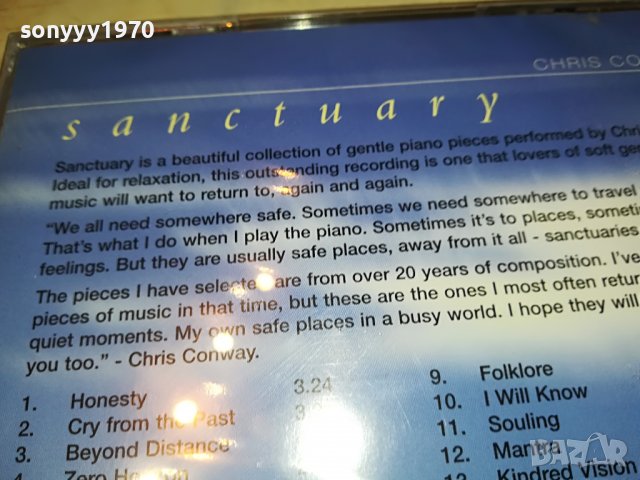 sonyyy1970
CHRIS CO
sanctuary
Sanctuary is a beautiful collection of gentle piano pieces performed by Chri
Ideal for relaxation, this outstanding recording is one that lovers of soft gen
music will want to return to, again and again.
"We all need somewhere safe. Sometimes we need somewhere to travel
That's what I do when I play the piano. Sometimes it's to places, sometim
feelings. But they are usually safe places, away from it all - sanctuaries
The pieces I have selected are from over 20 years of composition. I've
pieces of music in that time, but these are the ones I most often retur
quiet moments. My own safe places in a busy world. I hope they will
you too." - Chris Conway.
1. Honesty 3.24
2. Cry from the Past
3. Beyond Distance
4. Zero
9. Folklore
10. I Will Know
11. Souling
12. Mantra
13 Kindred Vision
BAZAR